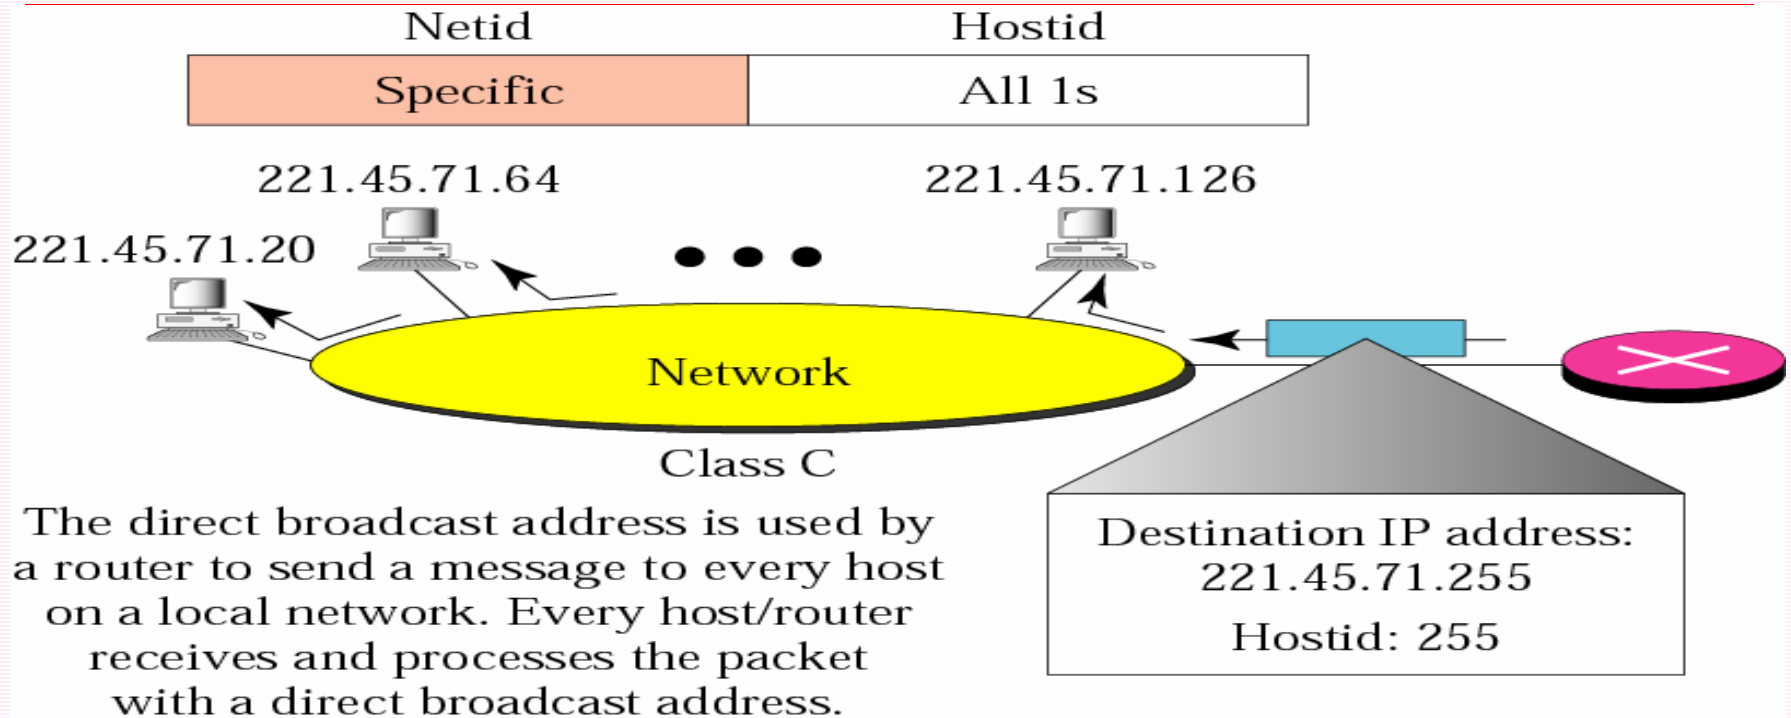 Netid Hostid
Specific All 1s
221.45.71.64 221.45.71.126
221.45.71.20
Network
Class C
The direct broadcast address is used by
a router to send a message to every host
on a local network. Every host/router
receives and processes the packet
with a direct broadcast address.
Destination IP address:
221.45.71.255
Hostid: 255